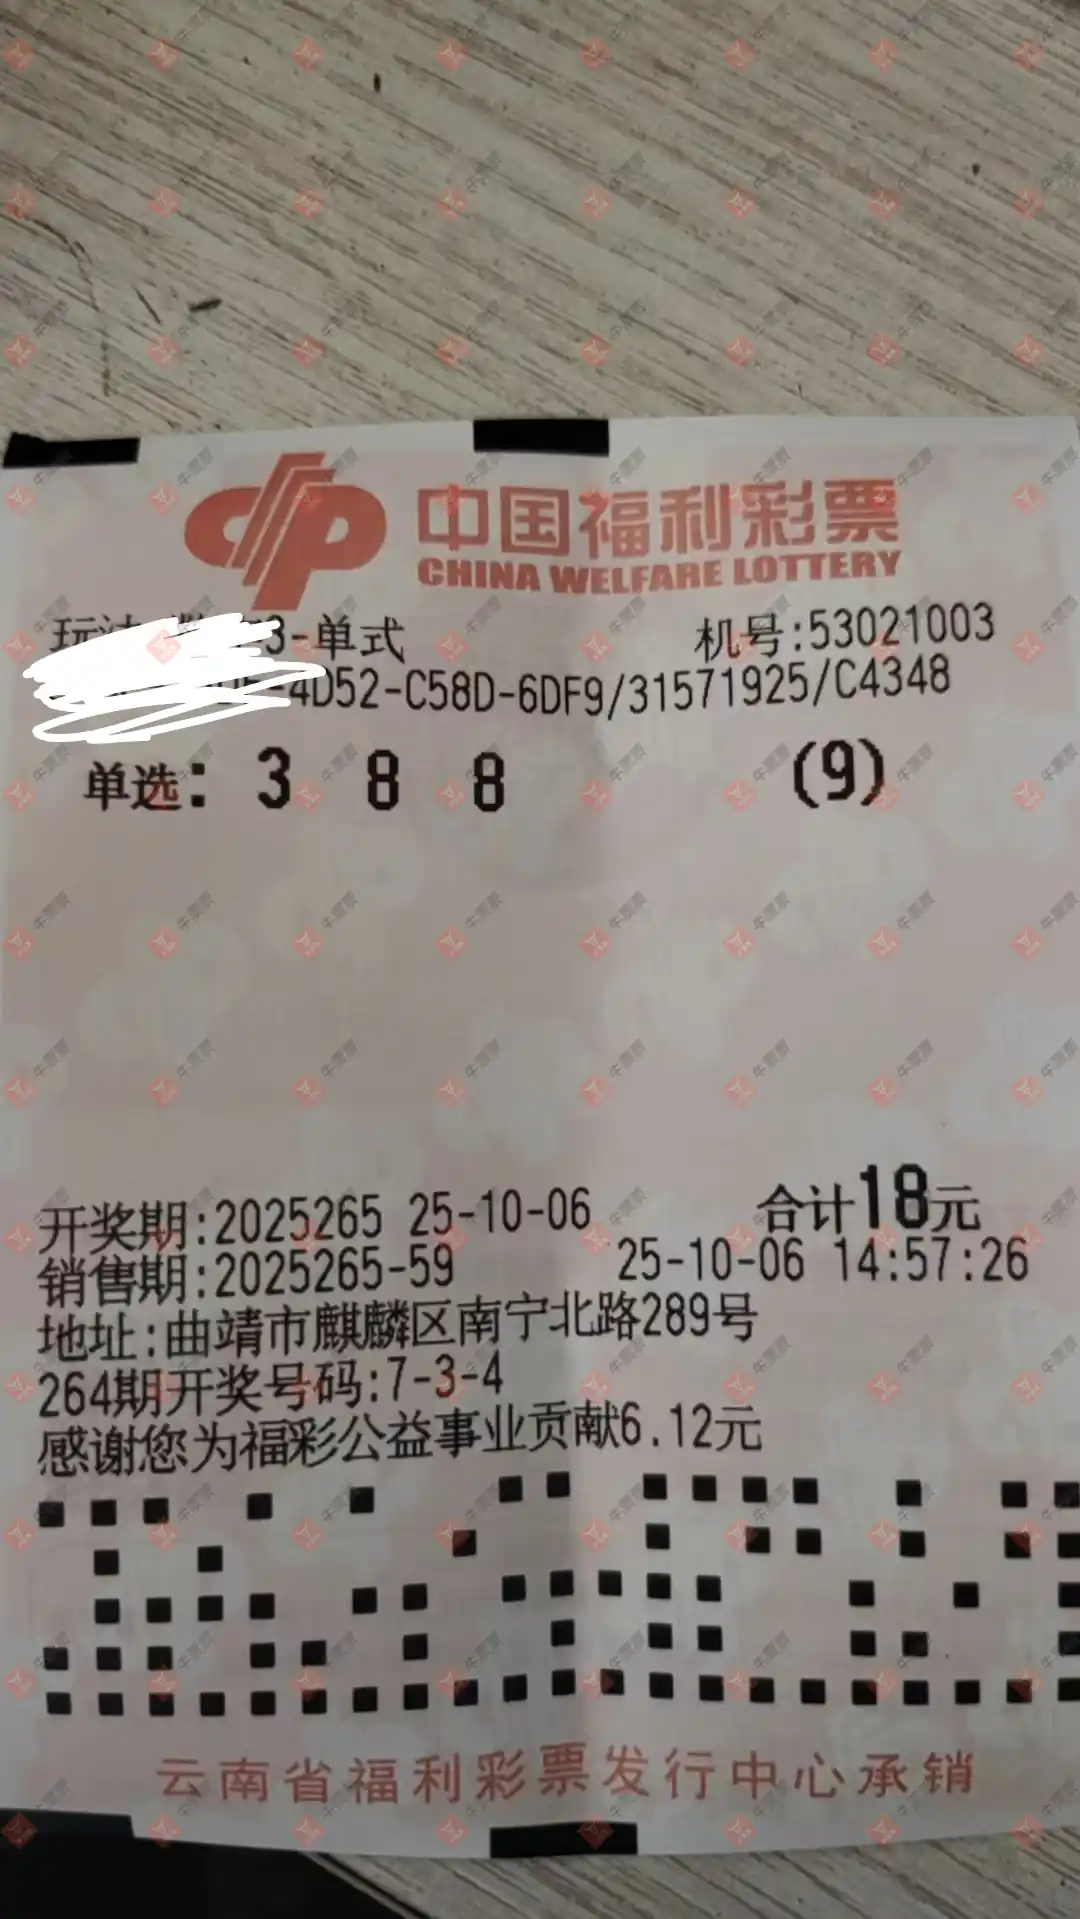 中国福利彩票
CHINA WELFARE LOTTERY
玩法 3-单式 机号:53021003
-4D52-C58D-6DF9/31571925/C4348
单选: 3 8 8 (9)
开奖期:2025265 25-10-06 合计18元
销售期:2025265-59 25-10-06 14:57:26
地址:曲靖市麒麟区南宁北路289号
264期开奖号码:7-3-4
感谢您为福彩公益事业贡献6.12元
云南省福利彩票发行中心承销